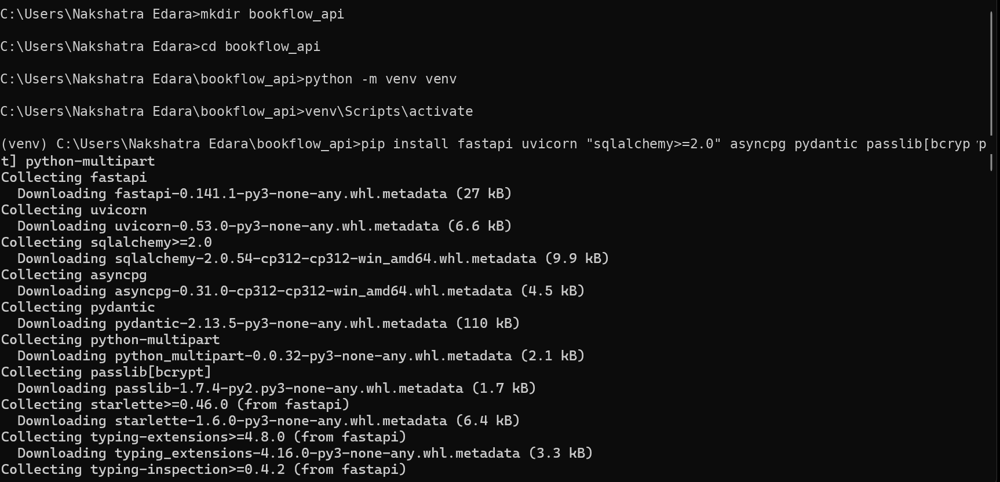 C:\Users\Nakshatra Edara>mkdir bookflow_api
C:\Users\Nakshatra Edara>cd bookflow_api
C:\Users\Nakshatra Edara\bookflow_api>python -m venv venv
C:\Users\Nakshatra Edara\bookflow_api>venv\Scripts\activate
(venv) C:\Users\Nakshatra Edara\bookflow_api>pip install fastapi uvicorn "sqlalchemy>=2.0" asyncpg pydantic passlib[bcryp p
t] python-multipart
Collecting fastapi
  Downloading fastapi-0.141.1-py3-none-any.whl.metadata (27 kB)
Collecting uvicorn
  Downloading uvicorn-0.53.0-py3-none-any.whl.metadata (6.6 kB)
Collecting sqlalchemy>=2.0
  Downloading sqlalchemy-2.0.54-cp312-cp312-win_amd64.whl.metadata (9.9 kB)
Collecting asyncpg
  Downloading asyncpg-0.31.0-cp312-cp312-win_amd64.whl.metadata (4.5 kB)
Collecting pydantic
  Downloading pydantic-2.13.5-py3-none-any.whl.metadata (110 kB)
Collecting python-multipart
  Downloading python_multipart-0.0.32-py3-none-any.whl.metadata (2.1 kB)
Collecting passlib[bcrypt]
  Downloading passlib-1.7.4-py2.py3-none-any.whl.metadata (1.7 kB)
Collecting starlette>=0.46.0 (from fastapi)
  Downloading starlette-1.6.0-py3-none-any.whl.metadata (6.4 kB)
Collecting typing-extensions>=4.8.0 (from fastapi)
  Downloading typing_extensions-4.16.0-py3-none-any.whl.metadata (3.3 kB)
Collecting typing-inspection>=0.4.2 (from fastapi)